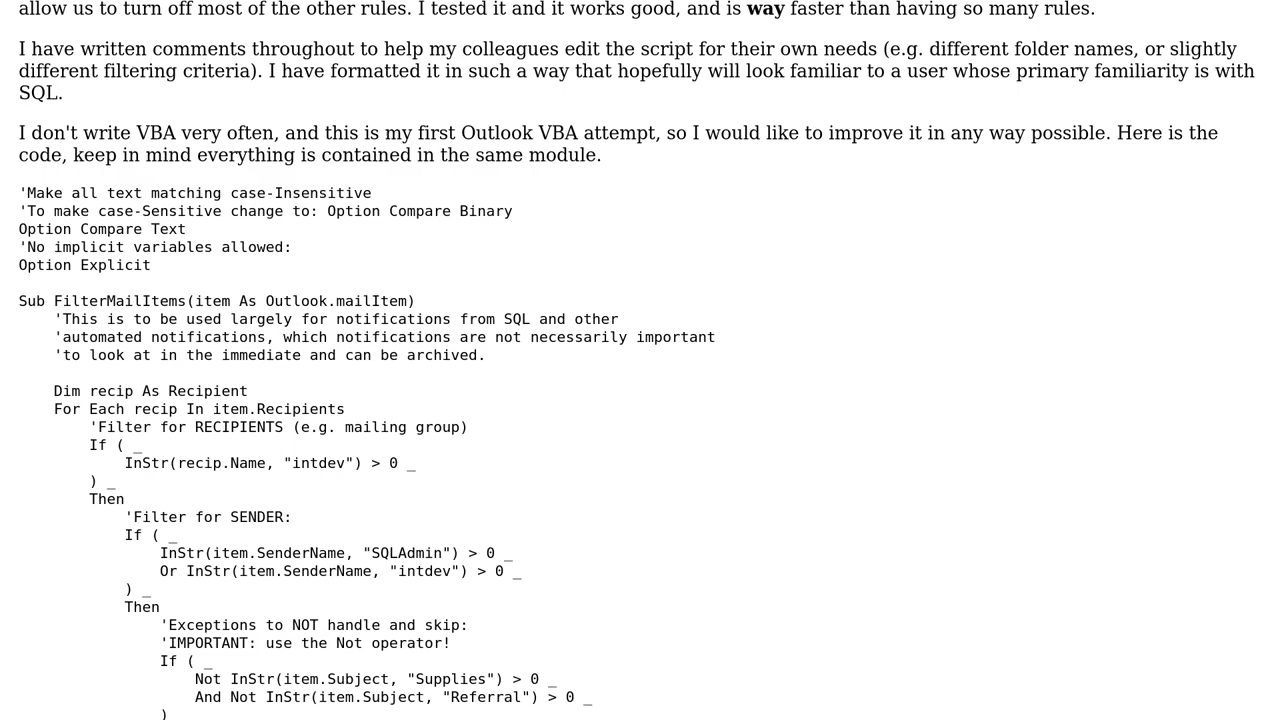 allow us to turn off most of the other rules. I tested it and it works good, and is way faster than having so many rules.
I have written comments throughout to help my colleagues edit the script for their own needs (e.g. different folder names, or slightly
different filtering criteria). I have formatted it in such a way that hopefully will look familiar to a user whose primary familiarity is with
SQL.
I don't write VBA very often, and this is my first Outlook VBA attempt, so I would like to improve it in any way possible. Here is the
code, keep in mind everything is contained in the same module.
'Make all text matching case-Insensitive
'To make case-Sensitive change to: Option Compare Binary
Option Compare Text
'No implicit variables allowed:
Option Explicit
Sub FilterMailItems(item As Outlook.mailItem)
    'This is to be used largely for notifications from SQL and other
    'automated notifications, which notifications are not necessarily important
    'to look at in the immediate and can be archived.
    Dim recip As Recipient
    For Each recip In item.Recipients
        'Filter for RECIPIENTS (e.g. mailing group)
        If ( _
            InStr(recip.Name, "intdev") > 0 _
        ) _
        Then
            'Filter for SENDER:
            If ( _
                InStr(item.SenderName, "SQLAdmin") > 0 _
                Or InStr(item.SenderName, "intdev") > 0 _
            ) _
            Then
                'Exceptions to NOT handle and skip:
                'IMPORTANT: use the Not operator!
                If ( _
                    Not InStr(item.Subject, "Supplies") > 0 _
                    And Not InStr(item.Subject, "Referral") > 0 _
                )